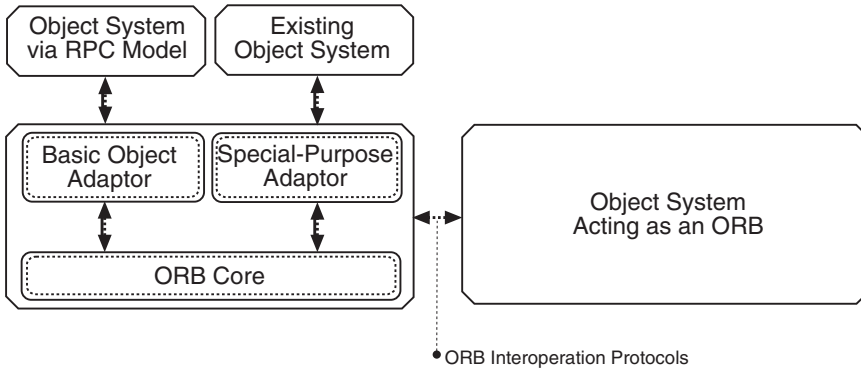 Object System
via RPC Model
Existing
Object System
Basic Object
Adaptor
Special-Purpose
Adaptor
ORB Core
Object System
Acting as an ORB
ORB Interoperation Protocols